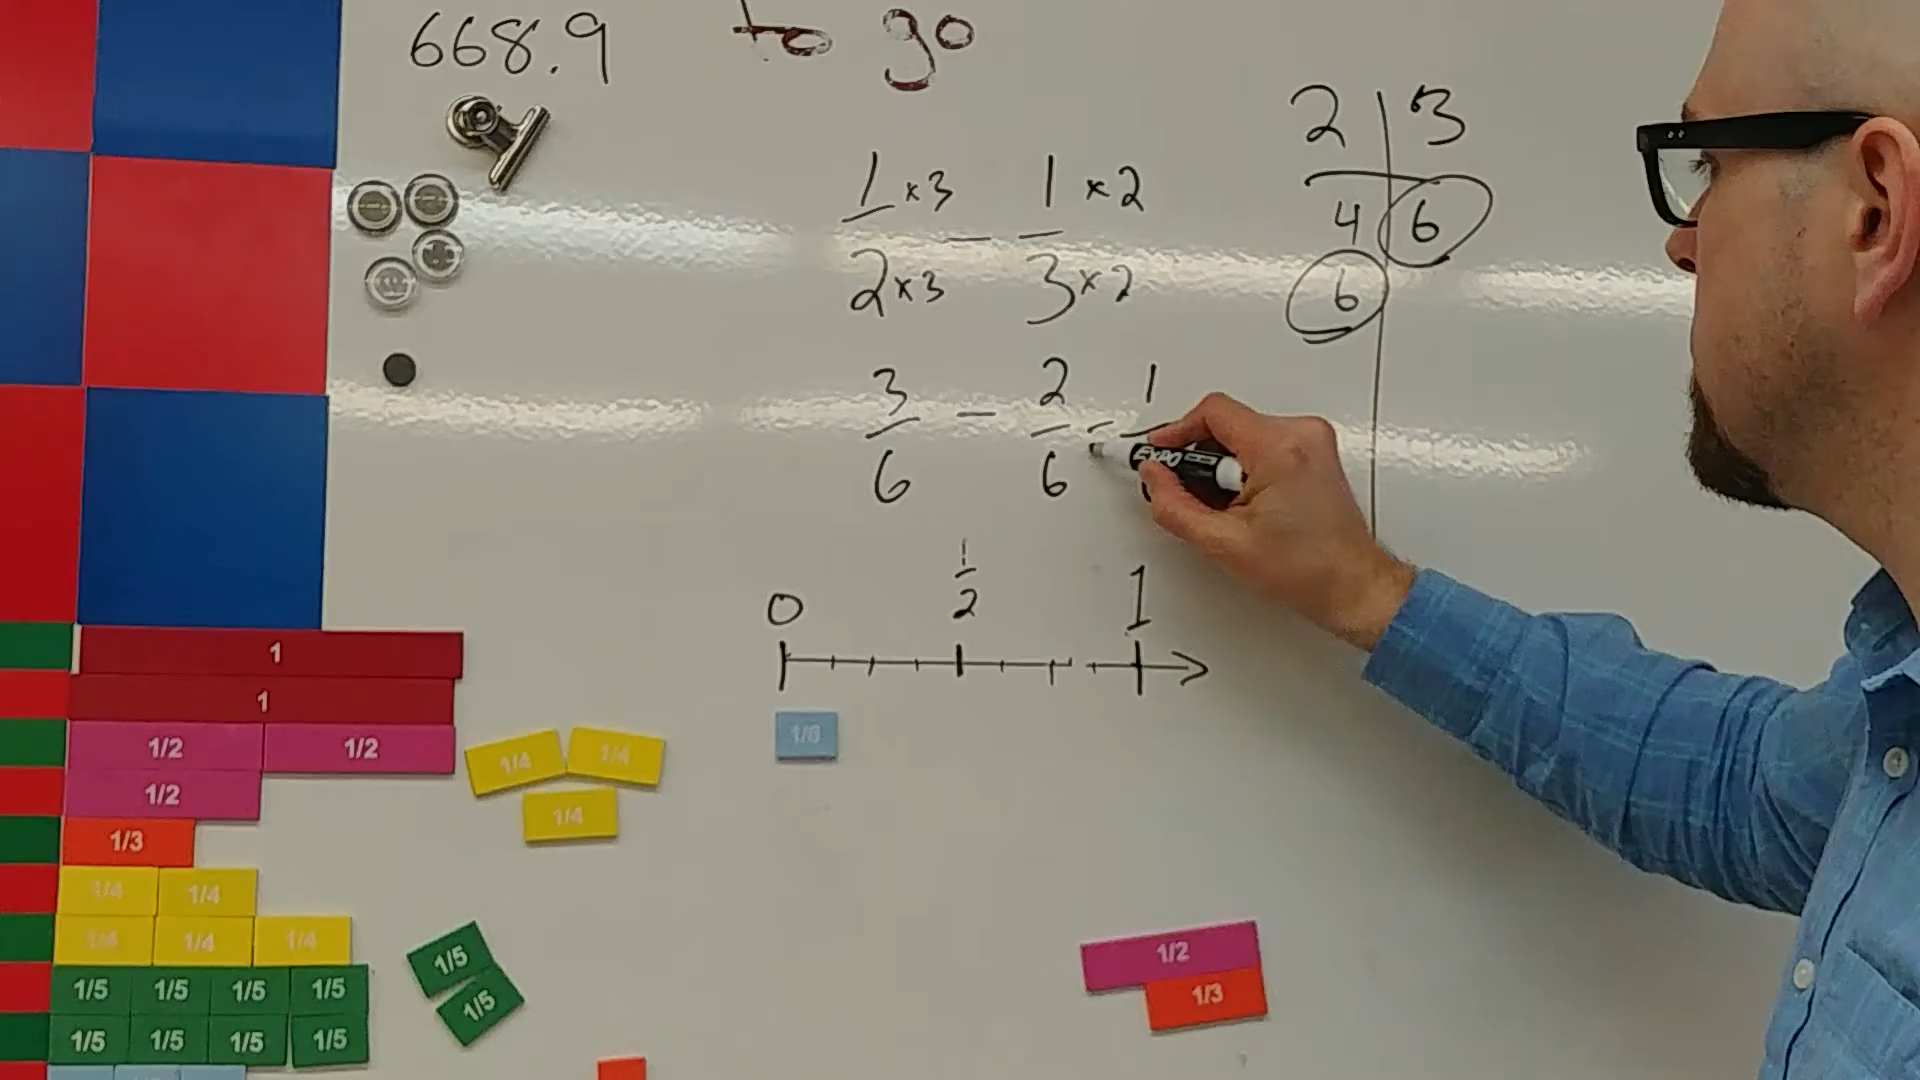 668.9 to go
2 | 3
1 ×3 − 1 ×2
2 ×3 3 ×2
4 | 6
6
3 − 2 = 1
6 6
EXPO
1
2
0 1
1
1
1/2 1/2
1/2
1/3
1/4 1/4
1/4 1/4 1/4
1/5 1/5 1/5 1/5
1/5 1/5 1/5 1/5
1/4 1/4
1/4
1/5
1/5
1/2
1/3